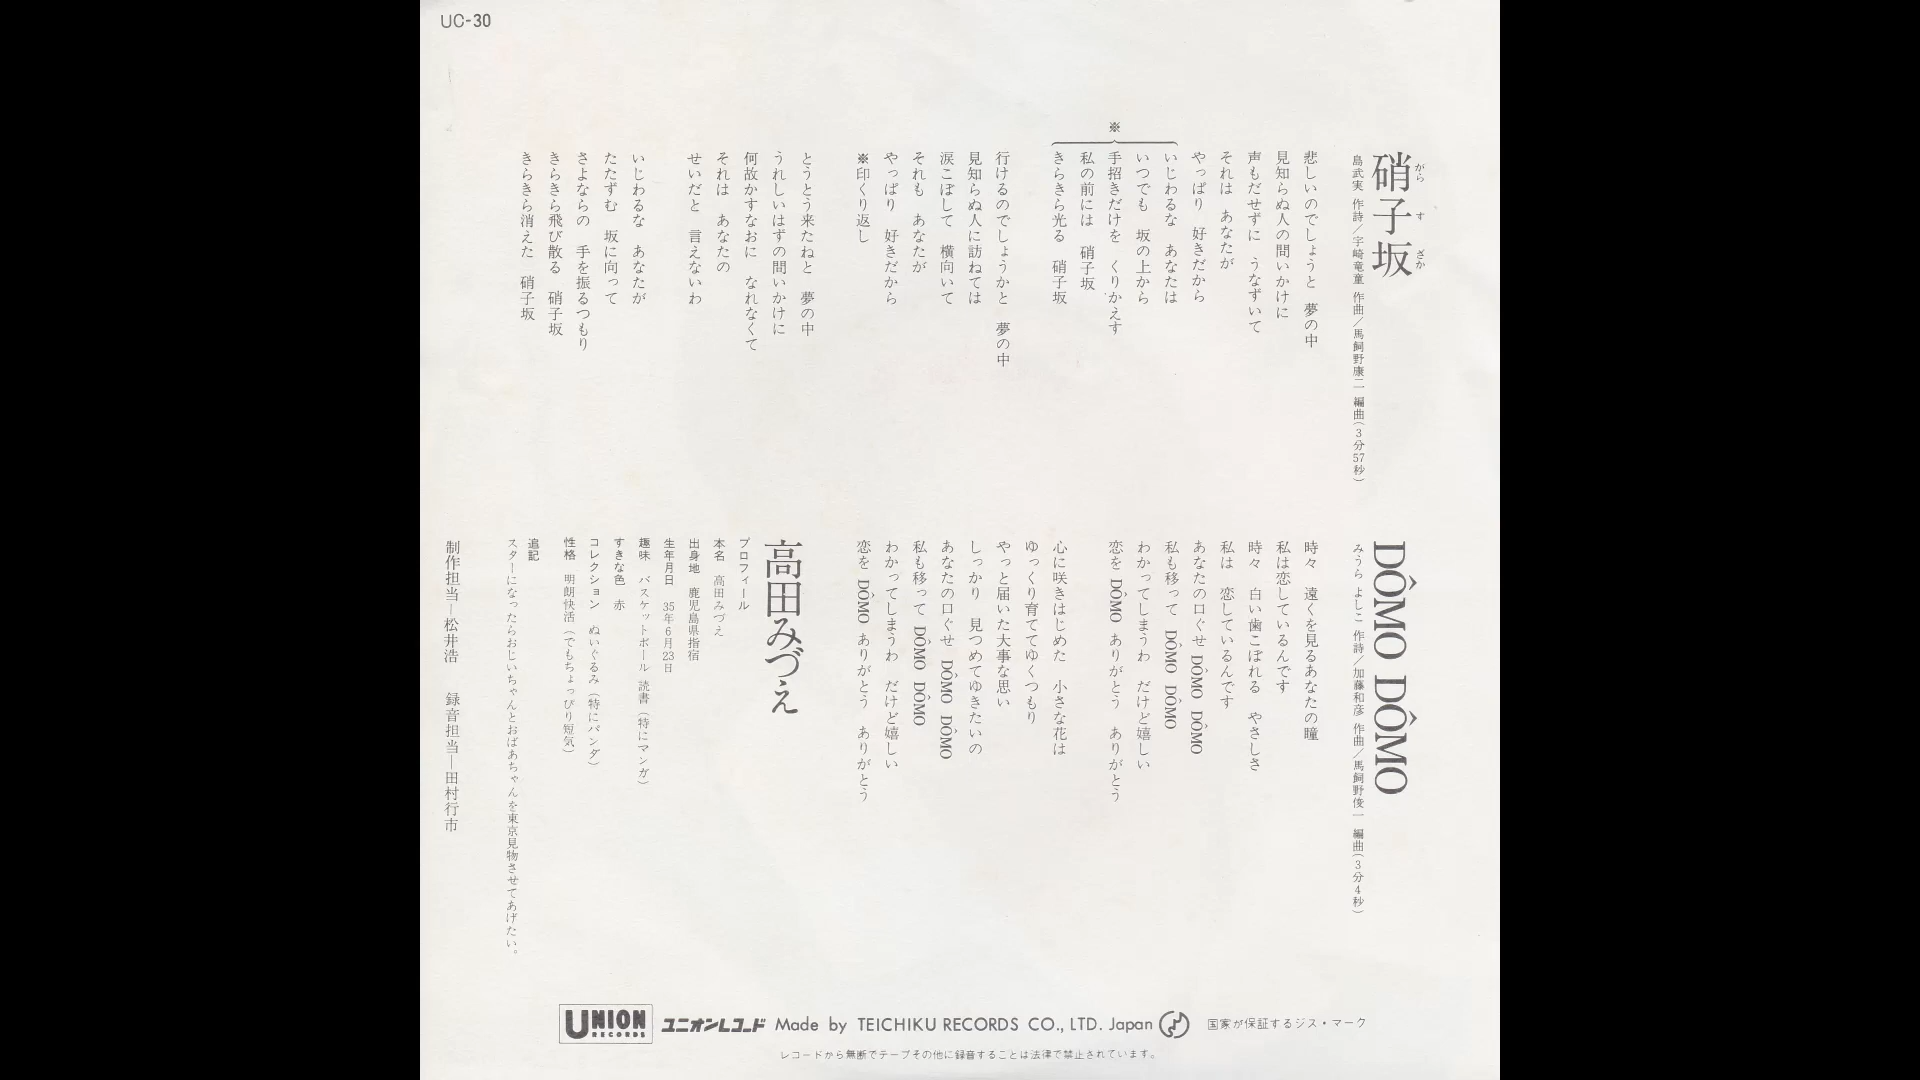 UC-30
硝子坂
がらすざか
島武実 作詩／宇崎竜童 作曲／馬飼野康二 編曲(3分57秒)
悲しいのでしょうと 夢の中
見知らぬ人の問いかけに
声もだせずに うなずいて
それは あなたが
やっぱり 好きだから
※
いじわるな あなたは
いつでも 坂の上から
手招きだけを くりかえす
私の前には 硝子坂
きらきら光る 硝子坂
行けるのでしょうかと 夢の中
見知らぬ人に訪ねては
涙こぼして 横向いて
それも あなたが
やっぱり 好きだから
※印くり返し
とうとう来たねと 夢の中
うれしいはずの問いかけに
何故かすなおに なれなくて
それは あなたの
せいだと 言えないわ
いじわるな あなたが
たたずむ 坂に向って
さよならの 手を振るつもり
きらきら飛び散る 硝子坂
きらきら消えた 硝子坂
DÔMO DÔMO
みうら よしこ 作詩／加藤和彦 作曲／馬飼野俊一 編曲(3分4秒)
時々 遠くを見るあなたの瞳
私は恋しているんです
時々 白い歯こぼれる やさしさ
私は 恋しているんです
あなたの口ぐせ DÔMO DÔMO
私も移って DÔMO DÔMO
わかってしまうわ だけど嬉しい
恋を DÔMO ありがとう ありがとう
心に咲きはじめた 小さな花は
ゆっくり育ててゆくつもり
やっと届いた大事な思い
しっかり 見つめてゆきたいの
あなたの口ぐせ DÔMO DÔMO
私も移って DÔMO DÔMO
わかってしまうわ だけど嬉しい
恋を DÔMO ありがとう ありがとう
高田みづえ
プロフィール
本名 高田みづえ
出身地 鹿児島県指宿
生年月日 35年6月23日
趣味 バスケットボール 読書(特にマンガ)
すきな色 赤
コレクション ぬいぐるみ(特にパンダ)
性格 明朗快活(でもちょっぴり短気)
追記
スターになったらおじいちゃんとおばあちゃんを東京見物させてあげたい。
制作担当―松井浩 録音担当―田村行市
UNION RECORDS ユニオンレコード Made by TEICHIKU RECORDS CO., LTD. Japan 国家が保証するジス・マーク
レコードから無断でテープその他に録音することは法律で禁止されています。